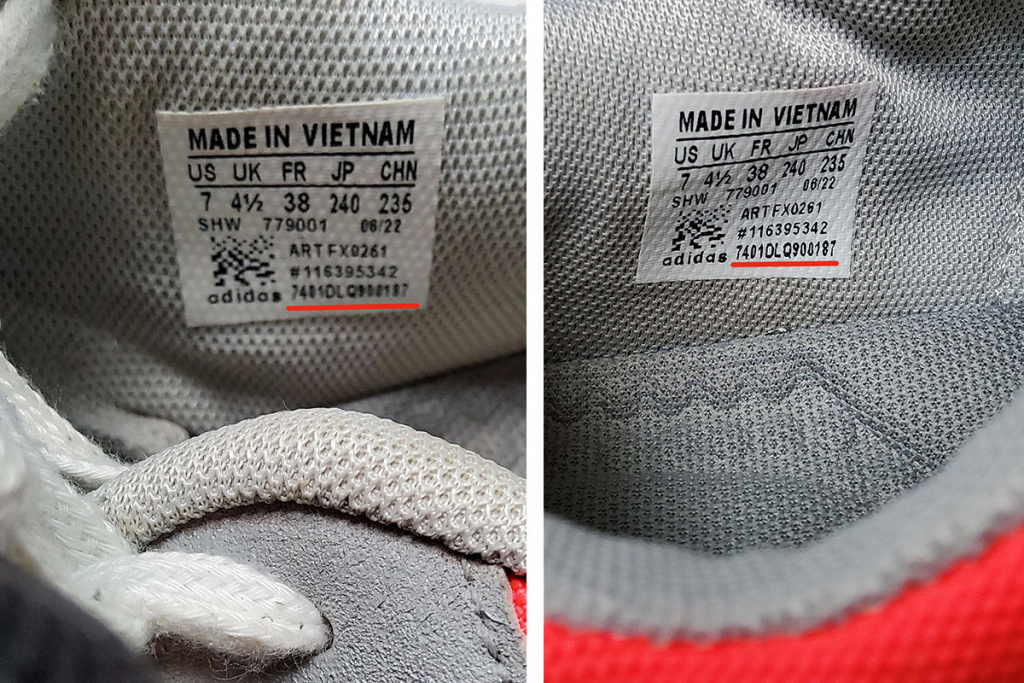 MADE IN VIETNAM
US UK FR JP CHN
7 4½ 38 240 235
SHW 779001 06/22
ART FX0261
#116395342
adidas 7401DLQ900187
MADE IN VIETNAM
US UK FR JP CHN
7 4½ 38 240 235
SHW 779001 06/22
ART FX0261
#116395342
adidas 7401DLQ900187